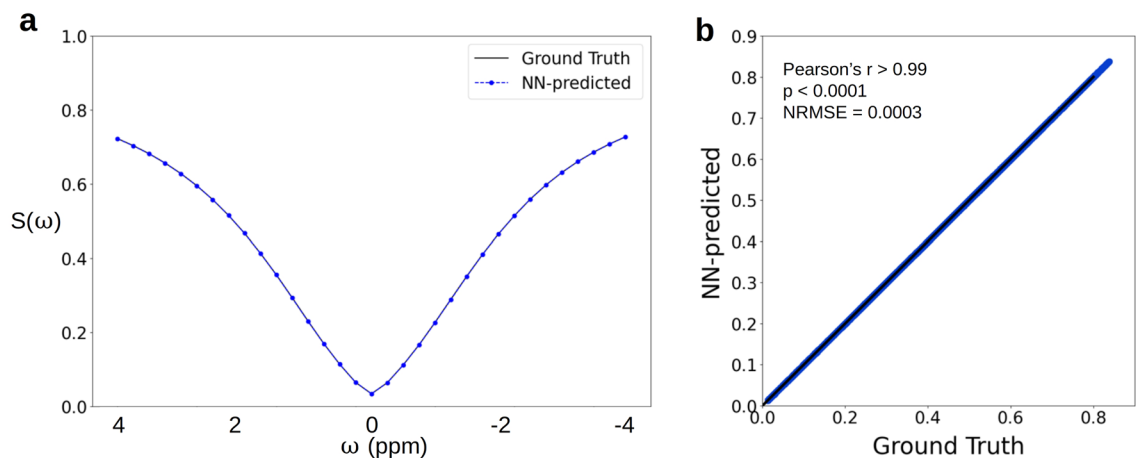 a
1.0
0.8
0.6
0.4
0.2
0.0
S(ω)
4
2
0
-2
-4
ω (ppm)
Ground Truth
NN-predicted
b
0.9
0.8
0.7
0.6
0.5
0.4
0.3
0.2
0.1
0.0
NN-predicted
Pearson's r > 0.99
p < 0.0001
NRMSE = 0.0003
0.0
0.2
0.4
0.6
0.8
Ground Truth